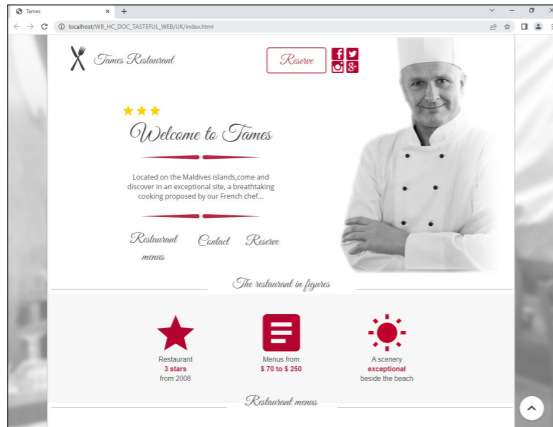 Tames
localhost/WB_HC_DOC_TASTEFUL_WEB/UK/index.html
Tames Restaurant
Reserve
Welcome to Tames
Located on the Maldives islands,come and
discover in an exceptional site, a breathtaking
cooking proposed by our French chef...
Restaurant
menus
Contact
Reserve
The restaurant in figures
Restaurant
3 stars
from 2008
Menus from
$ 70 to $ 250
A scenery
exceptional
beside the beach
Restaurant menus